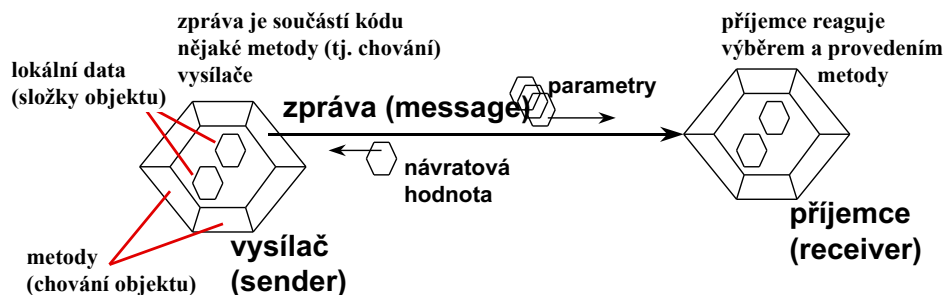 zpráva je součástí kódu
nějaké metody (tj. chování)
vysílače
příjemce reaguje
výběrem a provedením
metody
lokální data
(složky objektu)
zpráva (message)
parametry
návratová
hodnota
metody
(chování objektu)
vysílač
(sender)
příjemce
(receiver)